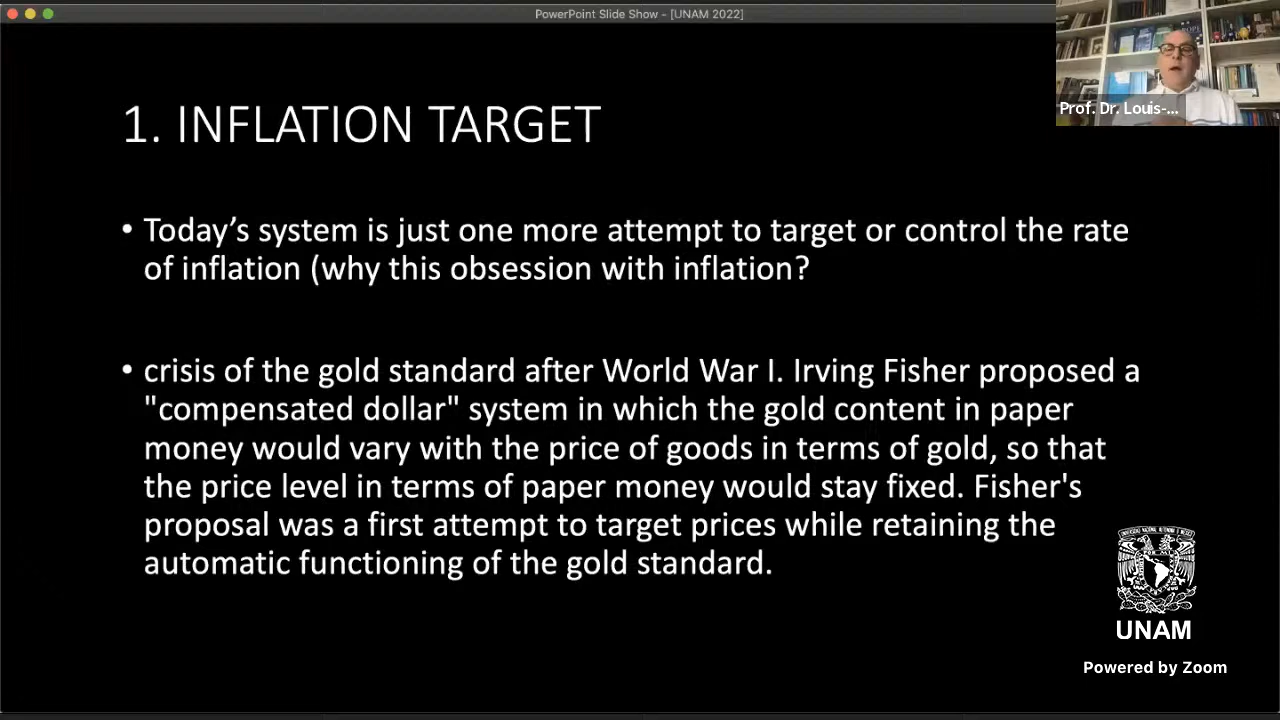 PowerPoint Slide Show - [UNAM 2022]
Prof. Dr. Louis-...
1. INFLATION TARGET
• Today’s system is just one more attempt to target or control the rate
of inflation (why this obsession with inflation?
• crisis of the gold standard after World War I. Irving Fisher proposed a
"compensated dollar" system in which the gold content in paper
money would vary with the price of goods in terms of gold, so that
the price level in terms of paper money would stay fixed. Fisher's
proposal was a first attempt to target prices while retaining the
automatic functioning of the gold standard.
UNAM
Powered by Zoom